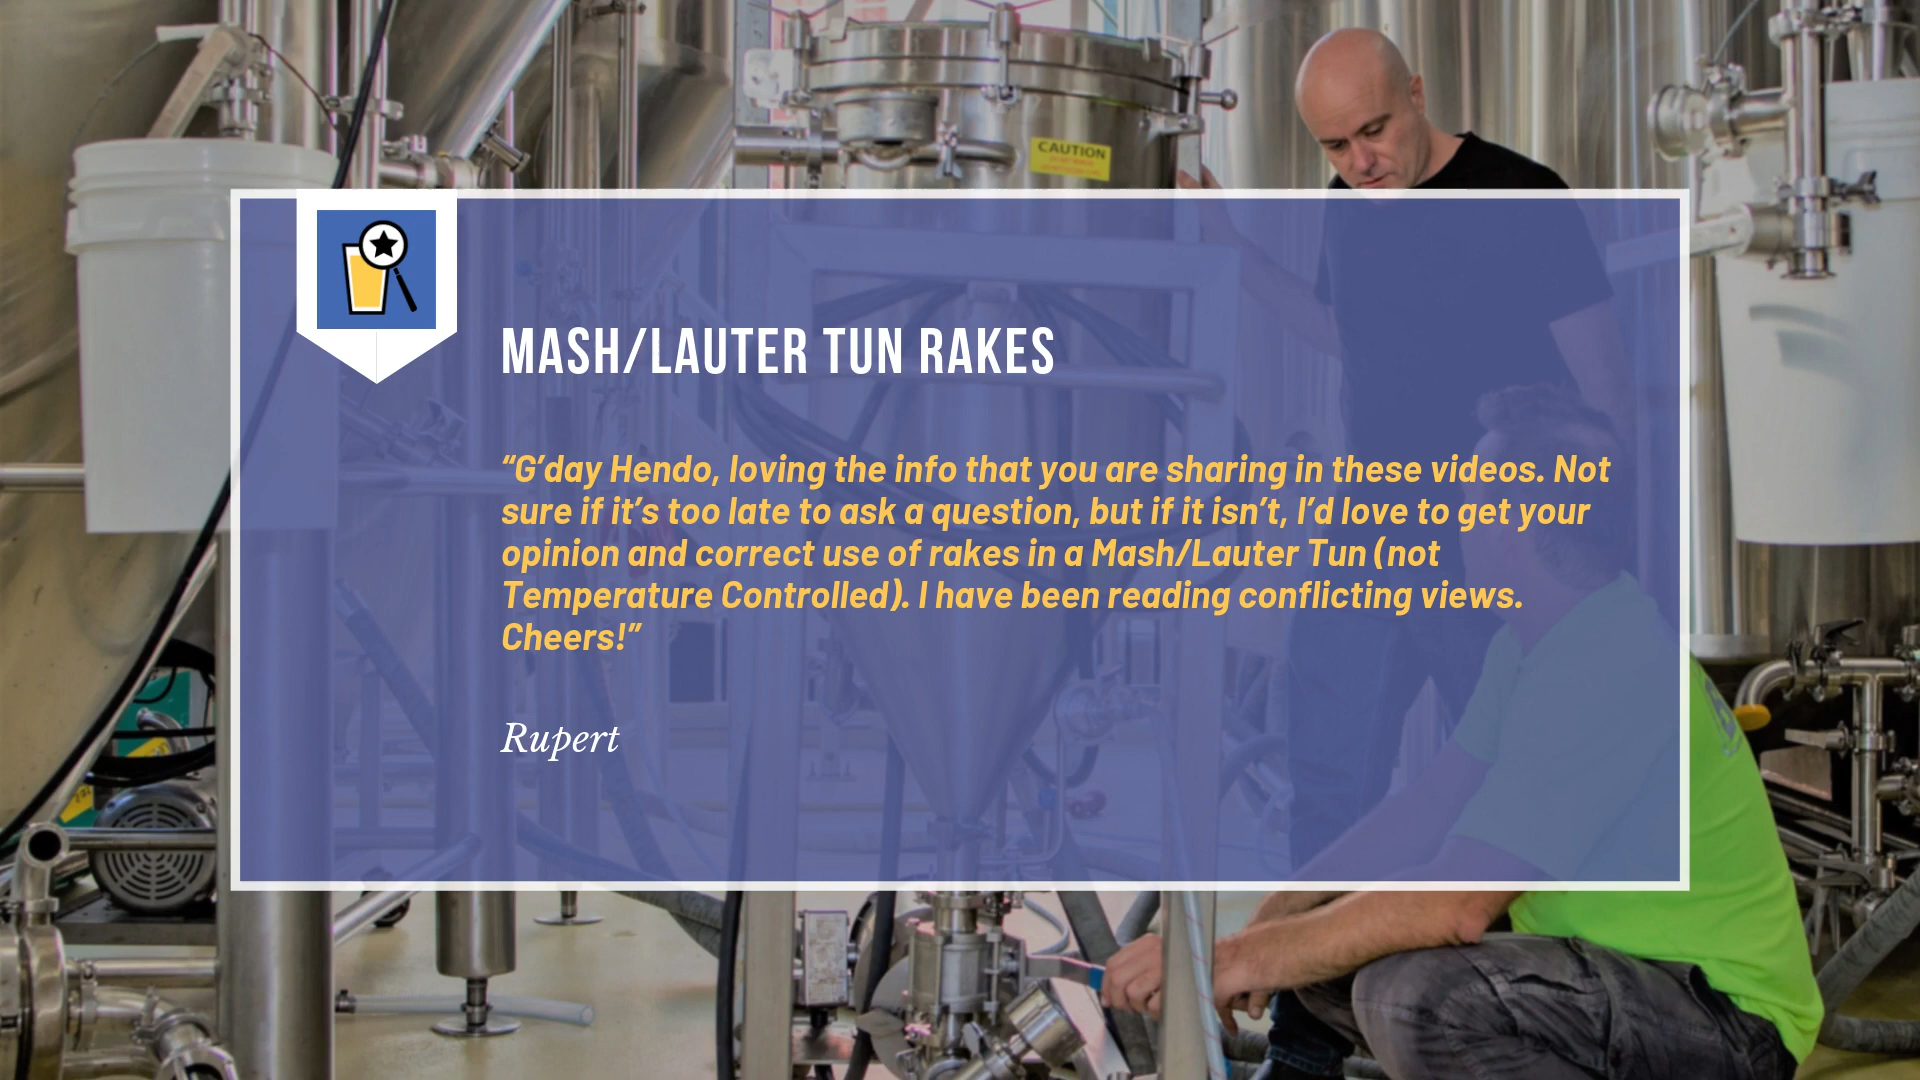 CAUTION
MASH/LAUTER TUN RAKES
“G’day Hendo, loving the info that you are sharing in these videos. Not
sure if it’s too late to ask a question, but if it isn’t, I’d love to get your
opinion and correct use of rakes in a Mash/Lauter Tun (not
Temperature Controlled). I have been reading conflicting views.
Cheers!”
Rupert